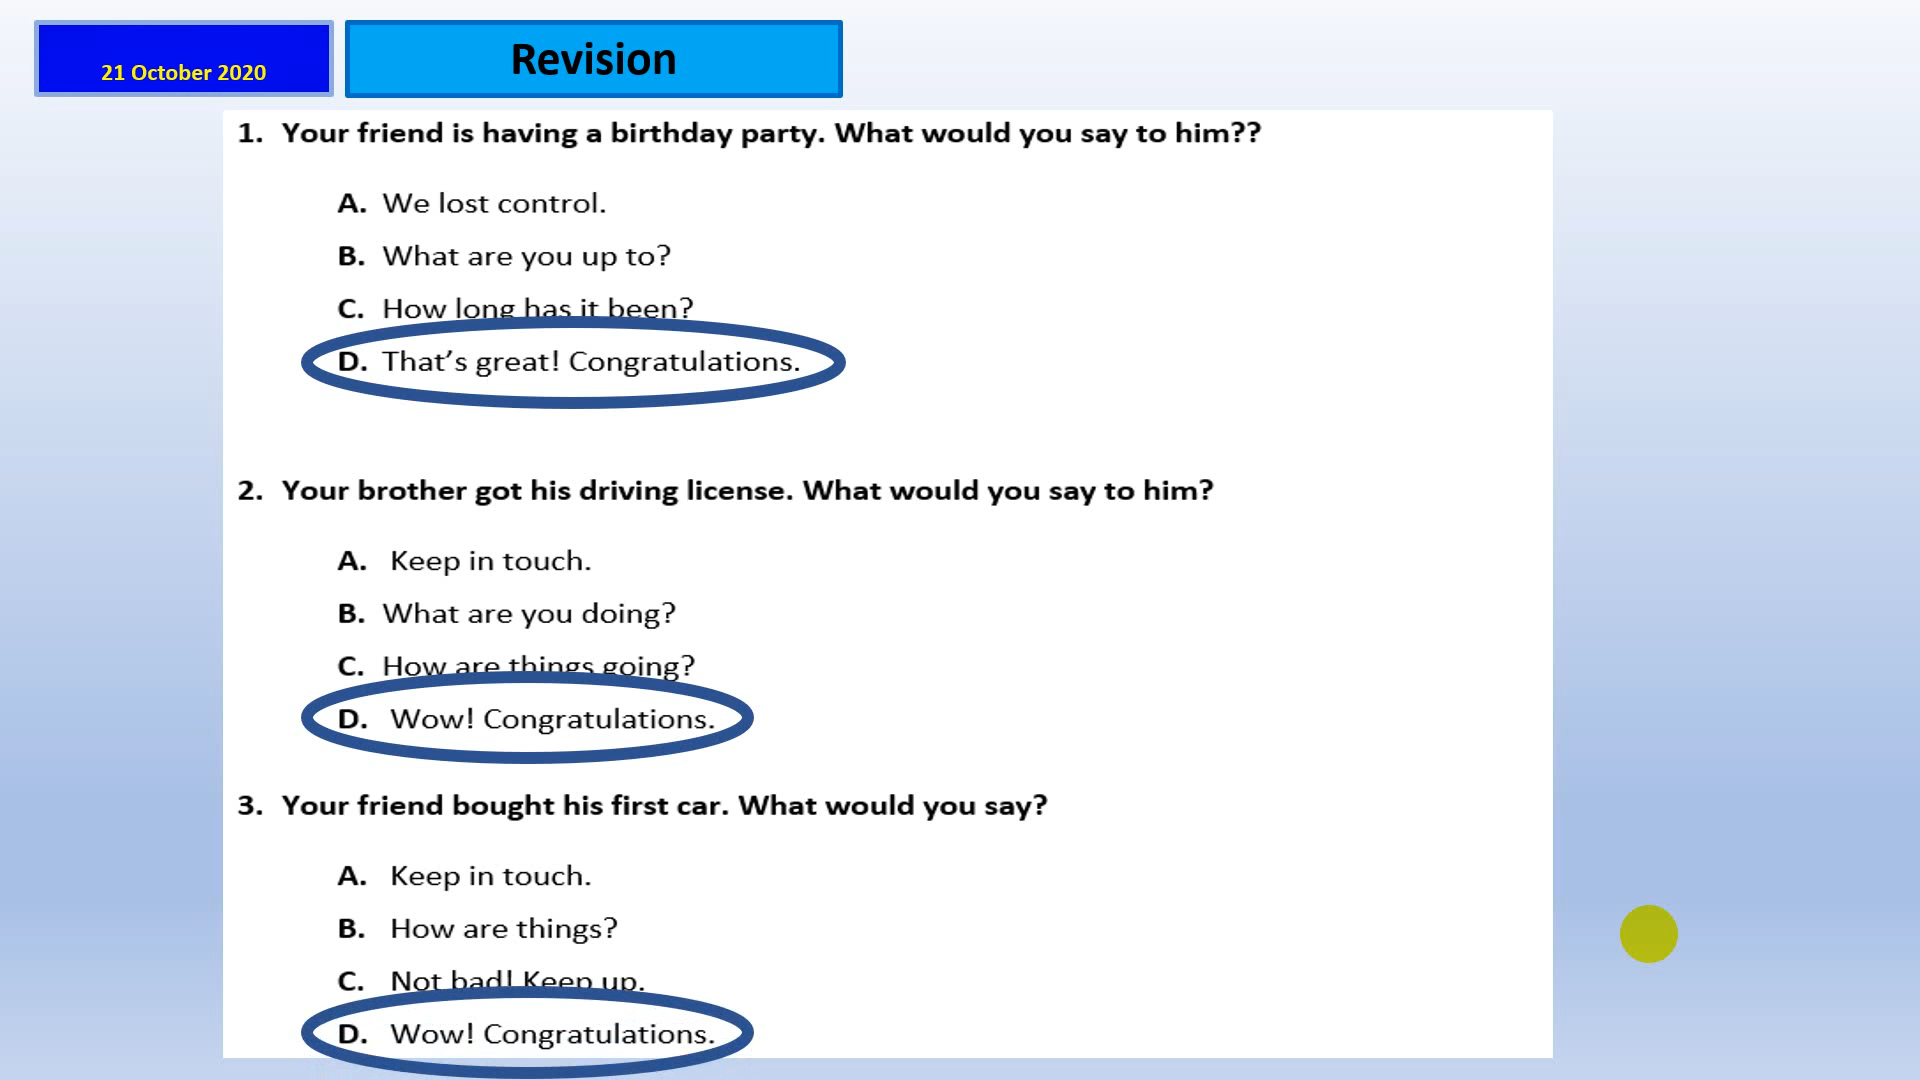 21 October 2020
Revision
1. Your friend is having a birthday party. What would you say to him??
A. We lost control.
B. What are you up to?
C. How long has it been?
D. That’s great! Congratulations.
2. Your brother got his driving license. What would you say to him?
A. Keep in touch.
B. What are you doing?
C. How are things going?
D. Wow! Congratulations.
3. Your friend bought his first car. What would you say?
A. Keep in touch.
B. How are things?
C. Not bad! Keep up.
D. Wow! Congratulations.